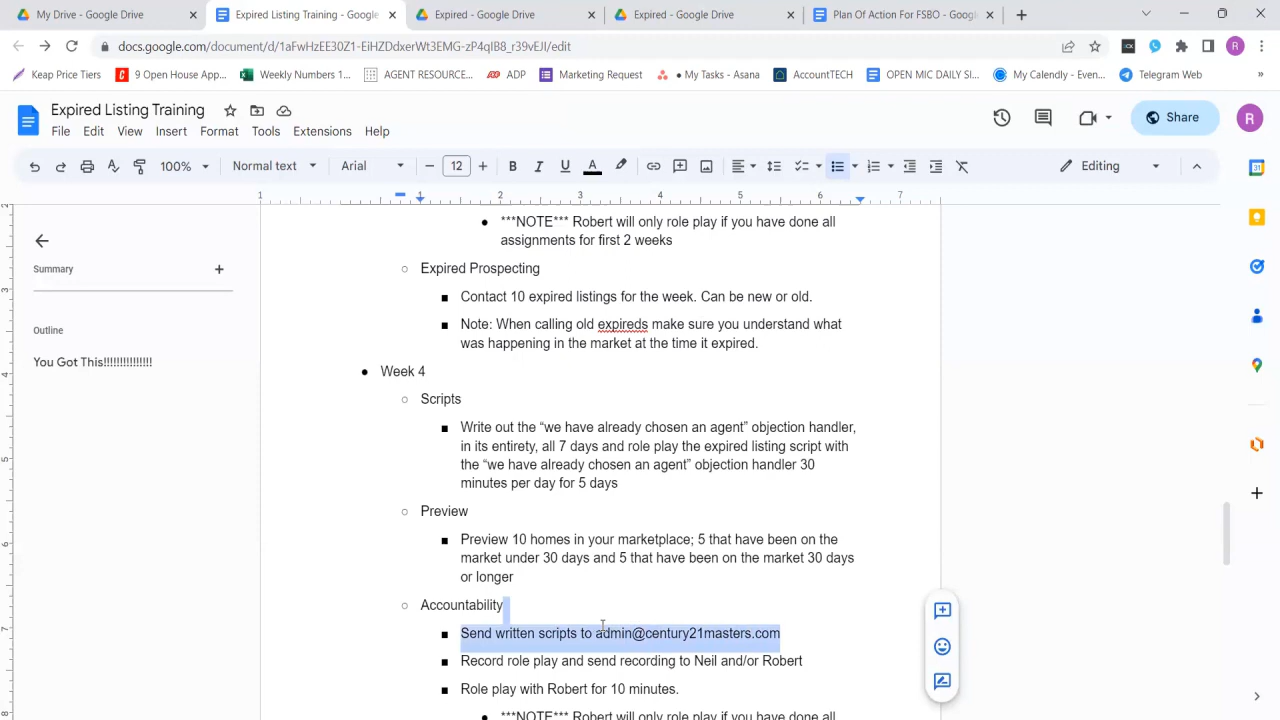 My Drive - Google Drive
Expired Listing Training - Google
Expired - Google Drive
Expired - Google Drive
Plan Of Action For FSBO - Goog
docs.google.com/document/d/1aFwHzEE30Z1-EiHZDdxerWt3EMG-zP4qIB8_r39vEJI/edit
R
Keap Price Tiers
9 Open House App...
Weekly Numbers 1...
AGENT RESOURCE...
ADP
Marketing Request
● My Tasks - Asana
AccountTECH
OPEN MIC DAILY SI...
My Calendly - Even...
Telegram Web
»
Expired Listing Training
File Edit View Insert Format Tools Extensions Help
Share
R
100%
Normal text
Arial
− 12 +
B I U A
Editing
1 1 2 3 4 5 6 7
Summary
+
Outline
You Got This!!!!!!!!!!!!!!!
● ***NOTE*** Robert will only role play if you have done all
assignments for first 2 weeks
○ Expired Prospecting
■ Contact 10 expired listings for the week. Can be new or old.
■ Note: When calling old expireds make sure you understand what
was happening in the market at the time it expired.
● Week 4
○ Scripts
■ Write out the “we have already chosen an agent” objection handler,
in its entirety, all 7 days and role play the expired listing script with
the “we have already chosen an agent” objection handler 30
minutes per day for 5 days
○ Preview
■ Preview 10 homes in your marketplace; 5 that have been on the
market under 30 days and 5 that have been on the market 30 days
or longer
○ Accountability
■ Send written scripts to admin@century21masters.com
■ Record role play and send recording to Neil and/or Robert
■ Role play with Robert for 10 minutes.
● ***NOTE*** Robert will only role play if you have done all